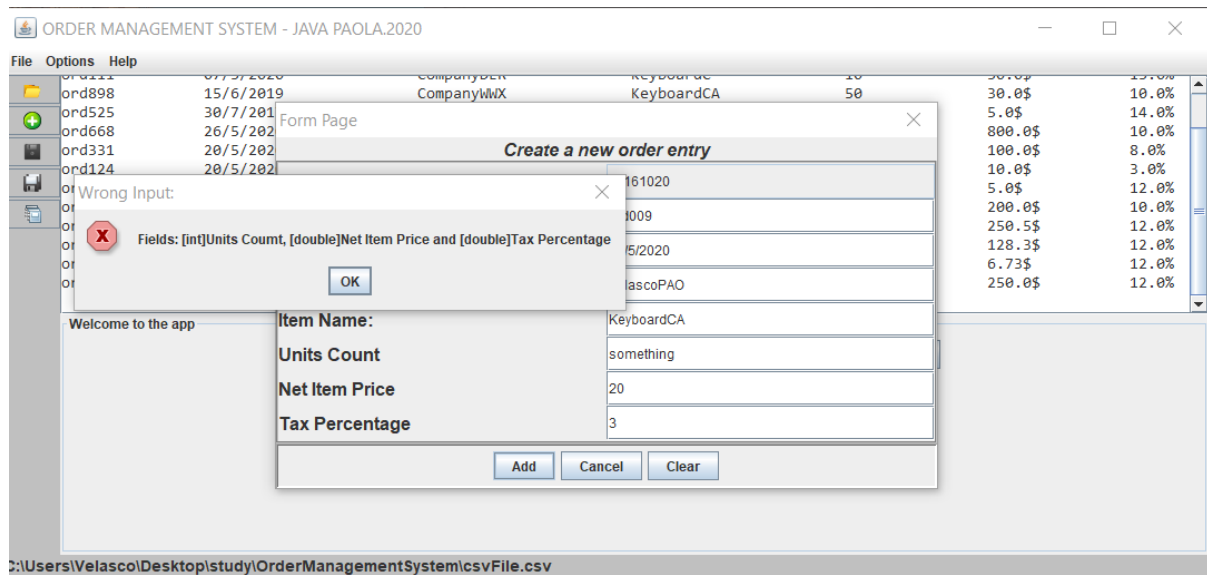 ORDER MANAGEMENT SYSTEM - JAVA PAOLA.2020
File Options Help
ord898 15/6/2019 CompanyWWX KeyboardCA 50 30.0$ 10.0%
ord525 30/7/201 5.0$ 14.0%
ord668 26/5/202 800.0$ 10.0%
ord331 20/5/202 100.0$ 8.0%
ord124 20/5/202 10.0$ 3.0%
5.0$ 12.0%
200.0$ 10.0%
250.5$ 12.0%
128.3$ 12.0%
6.73$ 12.0%
250.0$ 12.0%
Form Page
Create a new order entry
161020
009
/5/2020
lascoPAO
Item Name: KeyboardCA
Units Count something
Net Item Price 20
Tax Percentage 3
Add Cancel Clear
Wrong Input:
X Fields: [int]Units Coumt, [double]Net Item Price and [double]Tax Percentage
OK
Welcome to the app
C:\Users\Velasco\Desktop\study\OrderManagementSystem\csvFile.csv